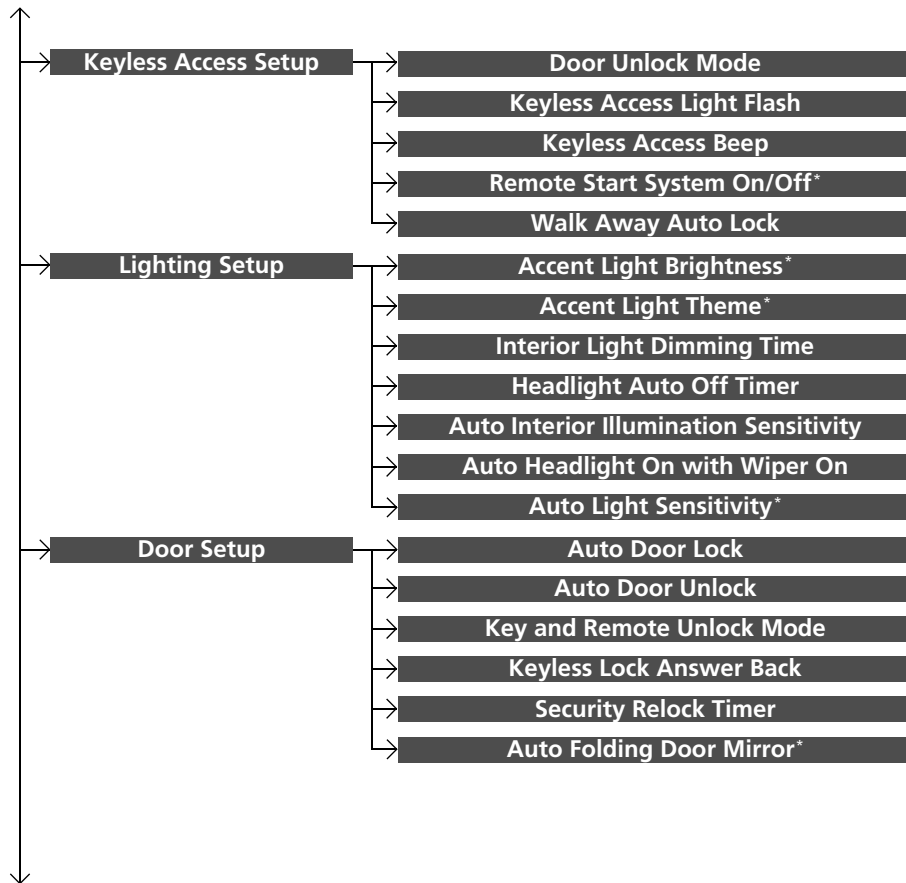 Keyless Access Setup
Door Unlock Mode
Keyless Access Light Flash
Keyless Access Beep
Remote Start System On/Off*
Walk Away Auto Lock
Lighting Setup
Accent Light Brightness*
Accent Light Theme*
Interior Light Dimming Time
Headlight Auto Off Timer
Auto Interior Illumination Sensitivity
Auto Headlight On with Wiper On
Auto Light Sensitivity*
Door Setup
Auto Door Lock
Auto Door Unlock
Key and Remote Unlock Mode
Keyless Lock Answer Back
Security Relock Timer
Auto Folding Door Mirror*